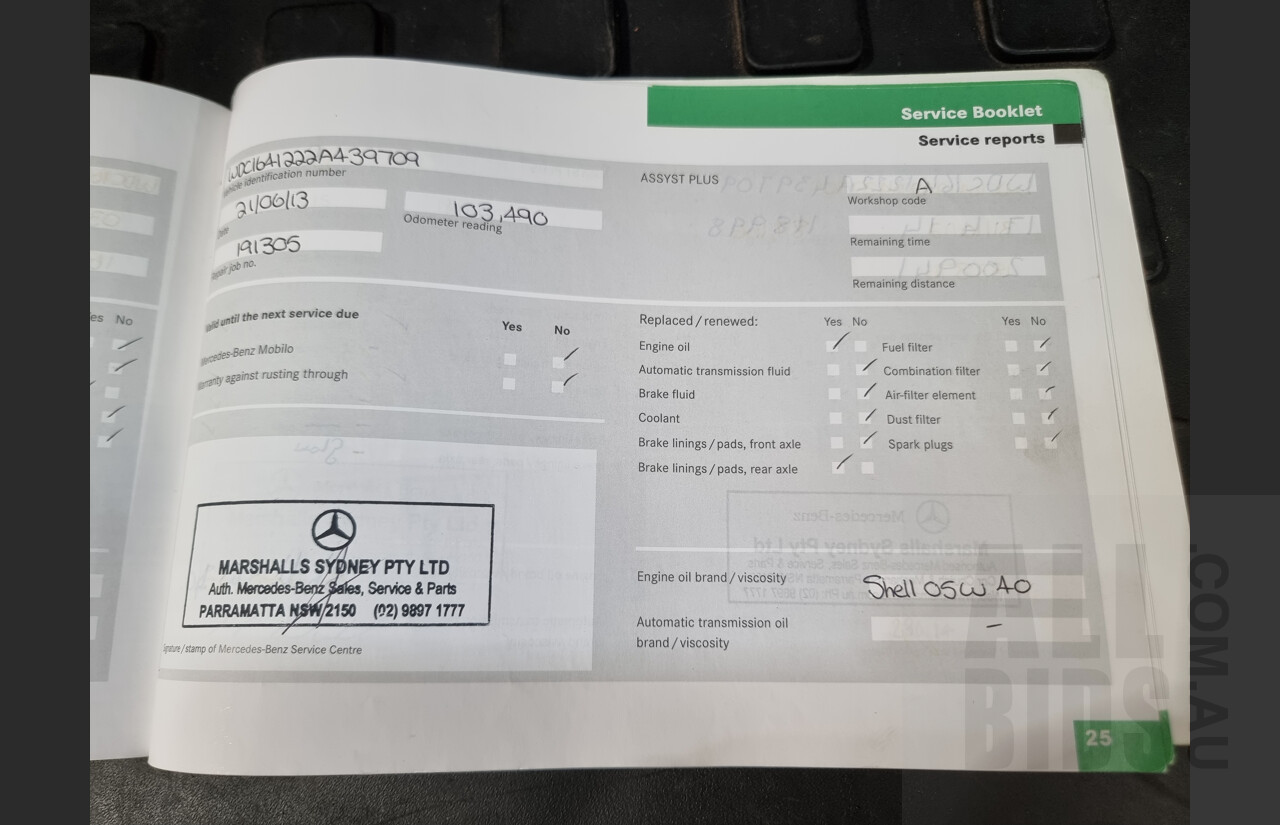 Service Booklet
Service reports
WDC1641222A439709
Vehicle identification number
21/06/13
Date
103,490
Odometer reading
191305
Repair job no.
ASSYST PLUS
A
Workshop code
Remaining time
Remaining distance
es No
Valid until the next service due
Yes No
Mercedes-Benz Mobilo
Warranty against rusting through
Replaced / renewed: Yes No Yes No
Engine oil Fuel filter
Automatic transmission fluid Combination filter
Brake fluid Air-filter element
Coolant Dust filter
Brake linings / pads, front axle Spark plugs
Brake linings / pads, rear axle
MARSHALLS SYDNEY PTY LTD
Auth. Mercedes-Benz Sales, Service & Parts
PARRAMATTA NSW 2150 (02) 9897 1777
Signature / stamp of Mercedes-Benz Service Centre
Engine oil brand / viscosity Shell 05W 40
Automatic transmission oil
brand / viscosity –
25
ALL
BIDS
.COM.AU